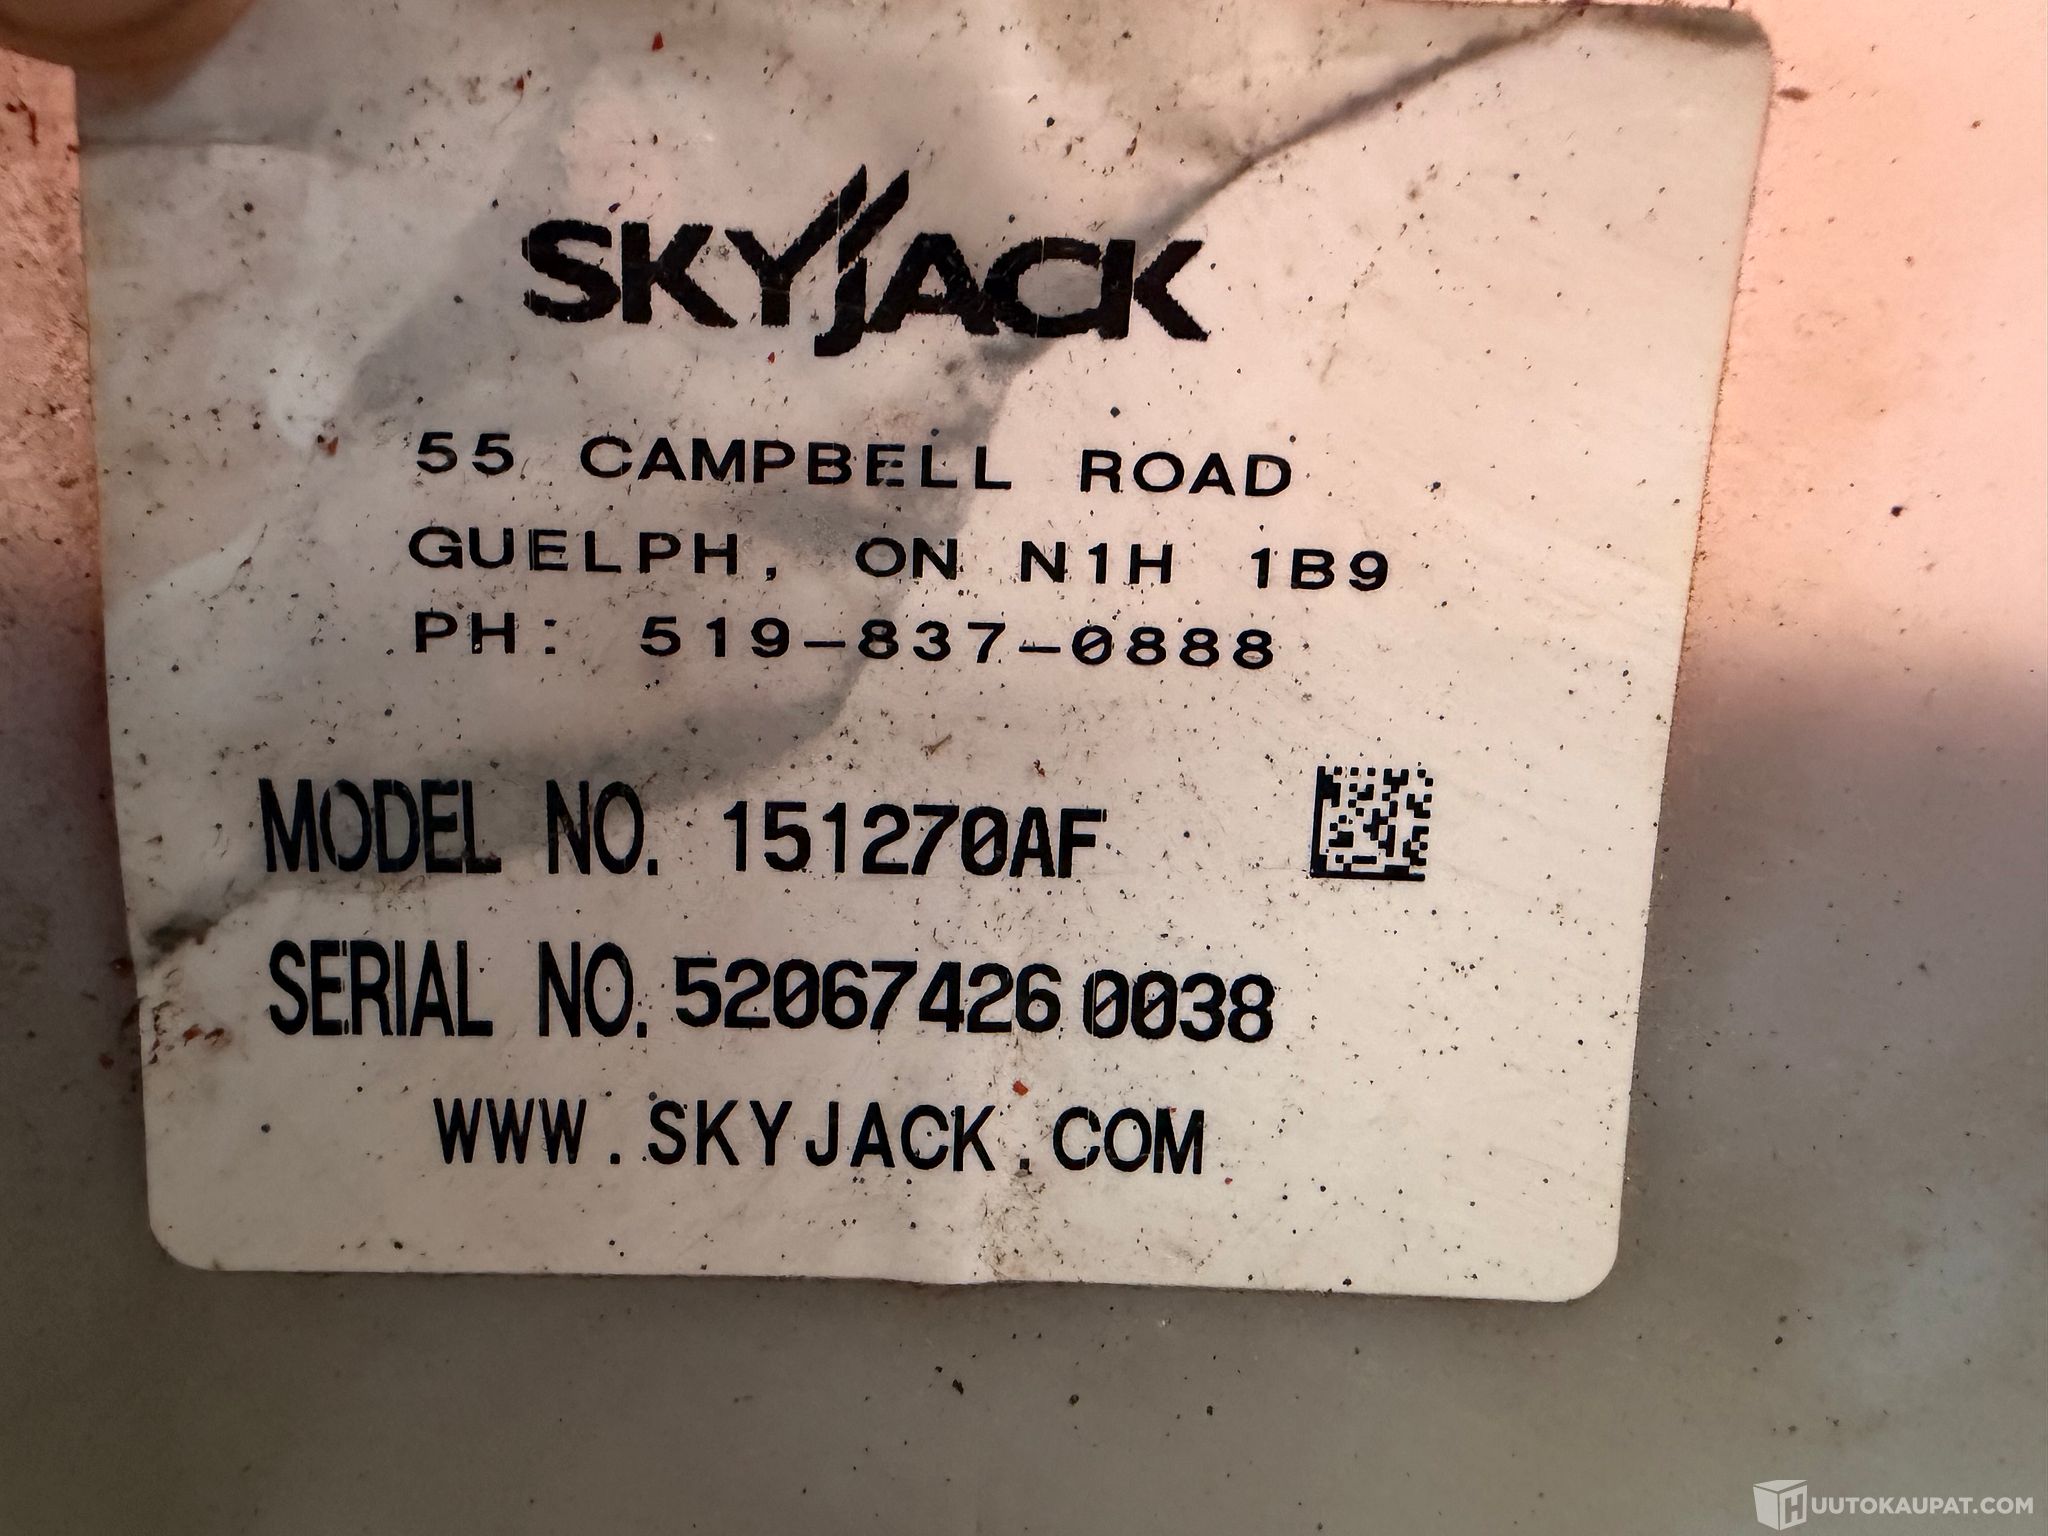 SKYJACK
55 CAMPBELL ROAD
GUELPH, ON N1H 1B9
PH: 519-837-0888
MODEL NO. 151270AF
SERIAL NO. 52067426 0038
WWW.SKYJACK.COM
HUUTOKAUPAT.COM